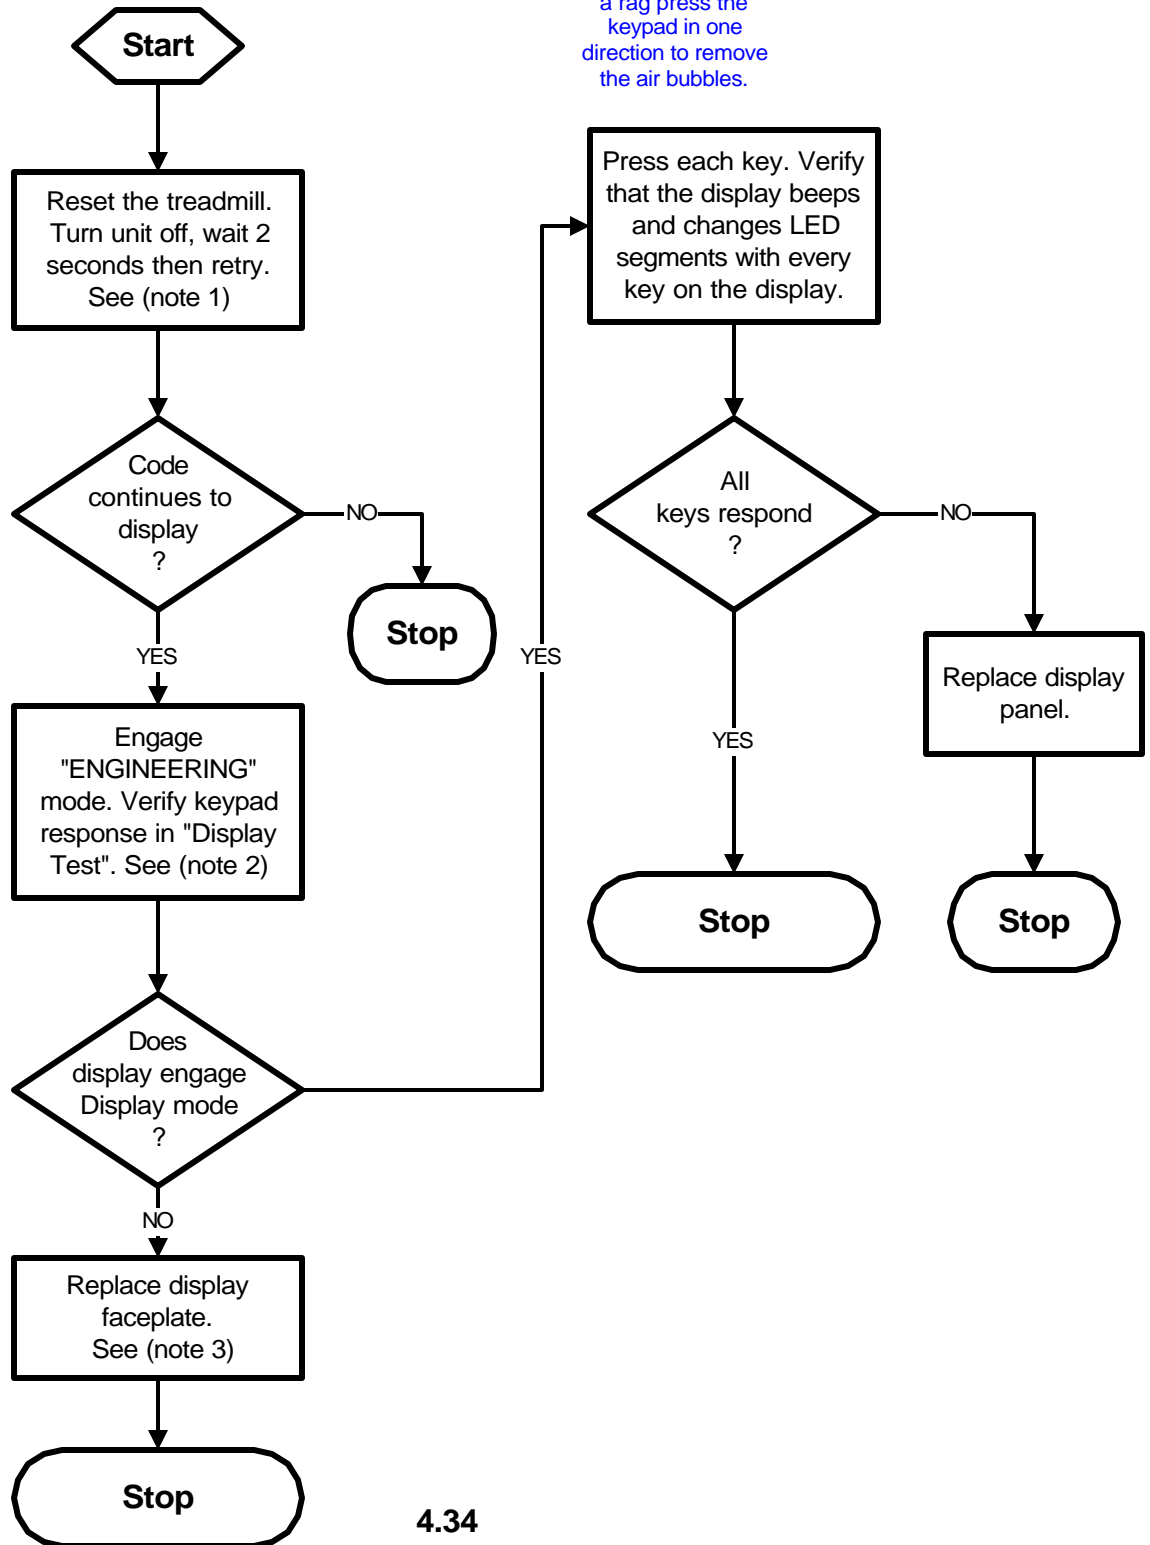 a rag press the
keypad in one
direction to remove
the air bubbles.
Start
Reset the treadmill.
Turn unit off, wait 2
seconds then retry.
See (note 1)
Code
continues to
display
?
NO
Stop
YES
Engage
"ENGINEERING"
mode. Verify keypad
response in "Display
Test". See (note 2)
Does
display engage
Display mode
?
NO
Replace display
faceplate.
See (note 3)
Stop
YES
Press each key. Verify
that the display beeps
and changes LED
segments with every
key on the display.
All
keys respond
?
NO
Replace display
panel.
Stop
YES
Stop
4.34